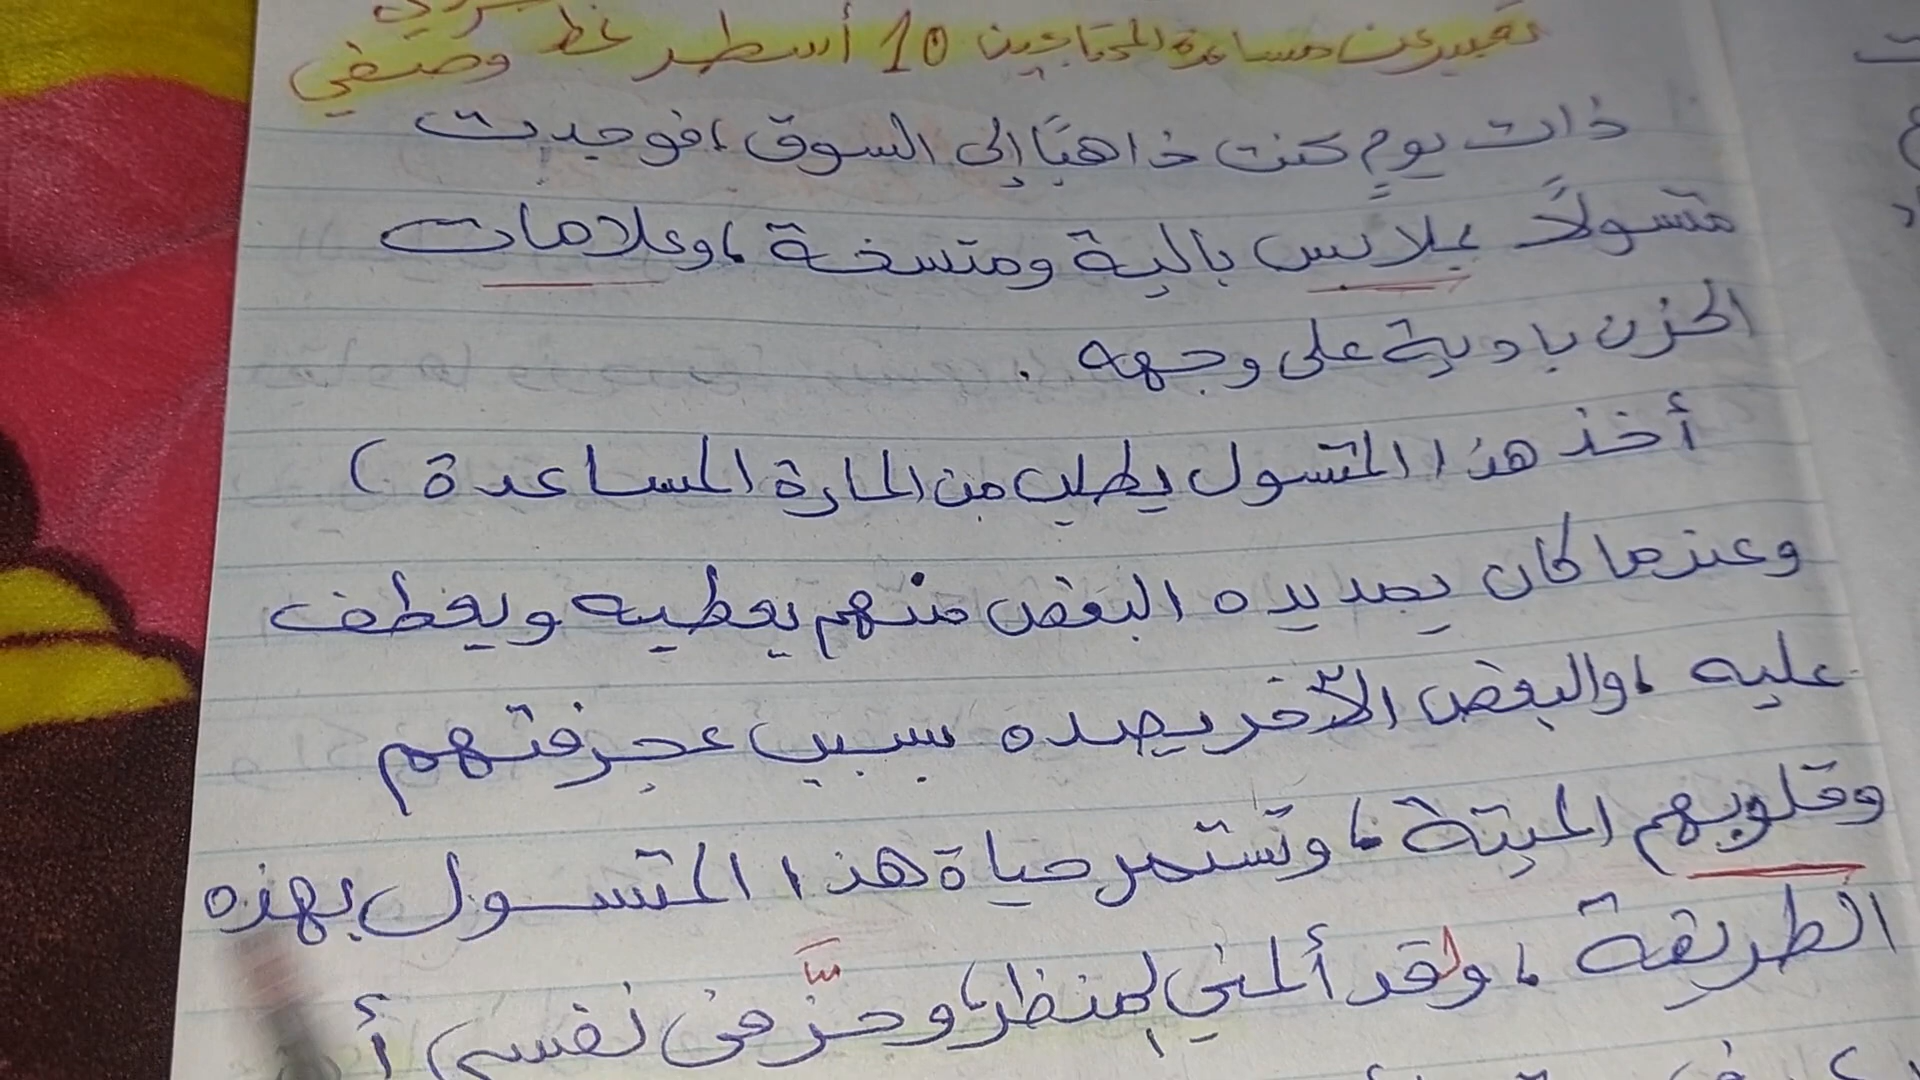 تعبير عن مساعدة المحتاجين 10 أسطر نمط وصفي
ذات يومٍ كنت ذاهبًا إلى السوق، فوجدت
متسولاً بملابس بالية ومتسخة، وعلامات
الحزن بادية على وجهه.
أخذ هذا المتسول يطلب من المارة المساعدة،
وعندما كان يمد يده البعض منهم يعطيه ويعطف
عليه، والبعض الآخر يصده بسبب عجرفتهم
وقلوبهم الميتة، وتستمر حياة هذا المتسول بهذه
الطريقة، ولقد ألمني المنظر، وحزّ في نفسي أ